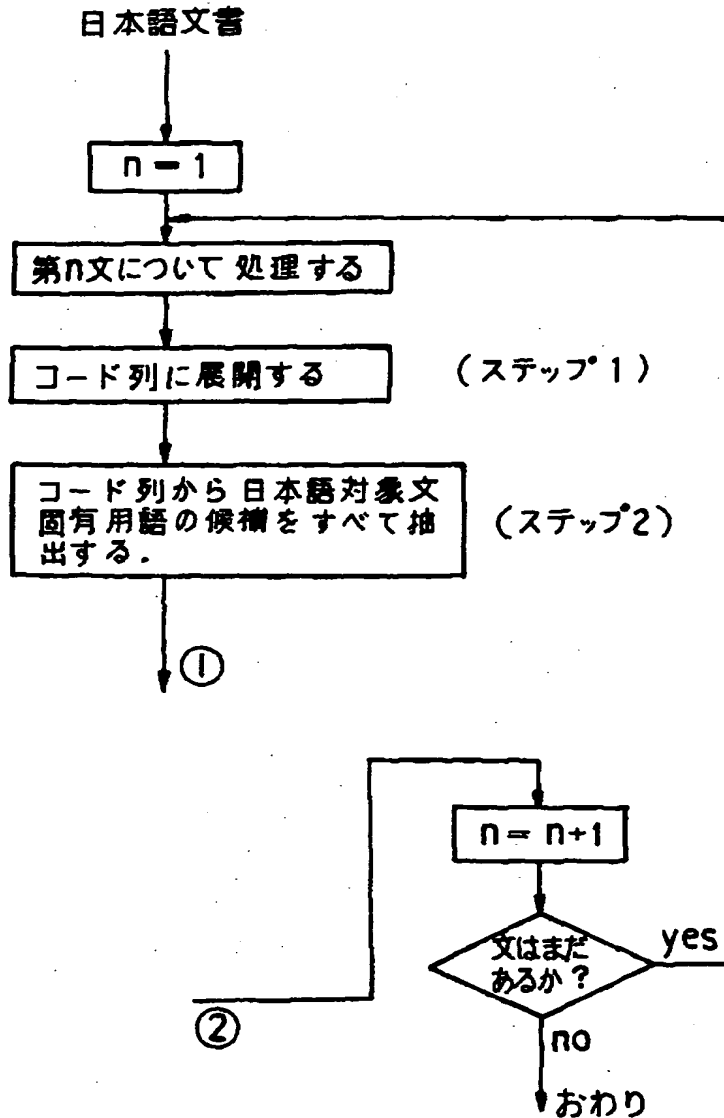 日本語文書
n = 1
第n文について処理する
コード列に展開する
(ステップ1)
コード列から日本語対象文
固有用語の候補をすべて抽
出する.
(ステップ2)
①
n = n+1
文はまだ
あるか?
yes
②
no
おわり